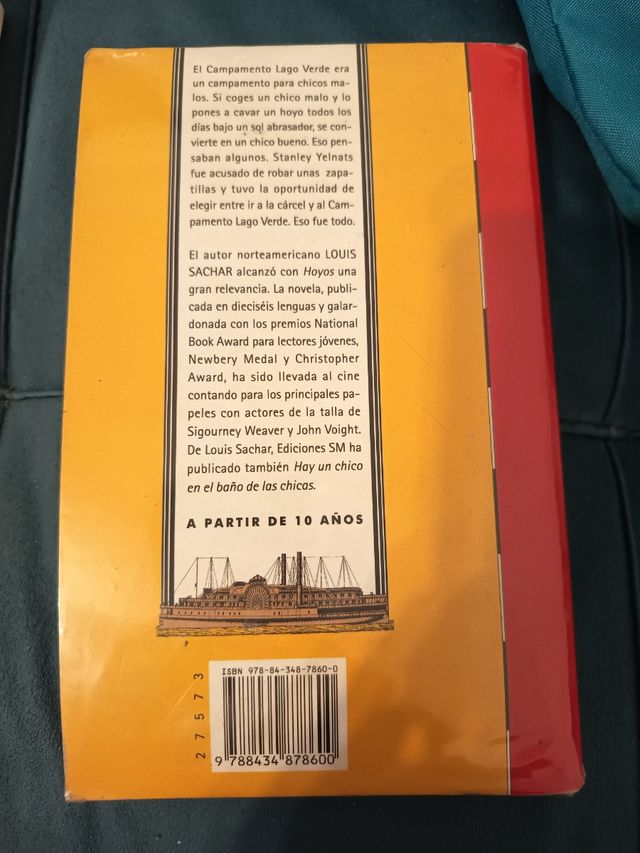 El Campamento Lago Verde era
un campamento para chicos ma-
los. Si coges un chico malo y lo
pones a cavar un hoyo todos los
días bajo un sol abrasador, se con-
vierte en un chico bueno. Eso pen-
saban algunos. Stanley Yelnats
fue acusado de robar unas zapa-
tillas y tuvo la oportunidad de
elegir entre ir a la cárcel y al Cam-
pamento Lago Verde. Eso fue todo.
El autor norteamericano LOUIS
SACHAR alcanzó con Hoyos una
gran relevancia. La novela, publi-
cada en dieciséis lenguas y galar-
donada con los premios National
Book Award para lectores jóvenes,
Newbery Medal y Christopher
Award, ha sido llevada al cine
contando para los principales pa-
peles con actores de la talla de
Sigourney Weaver y John Voight.
De Louis Sachar, Ediciones SM ha
publicado también Hay un chico
en el baño de las chicas.
A PARTIR DE 10 AÑOS
27573
ISBN 978-84-348-7860-0
9 788434 878600